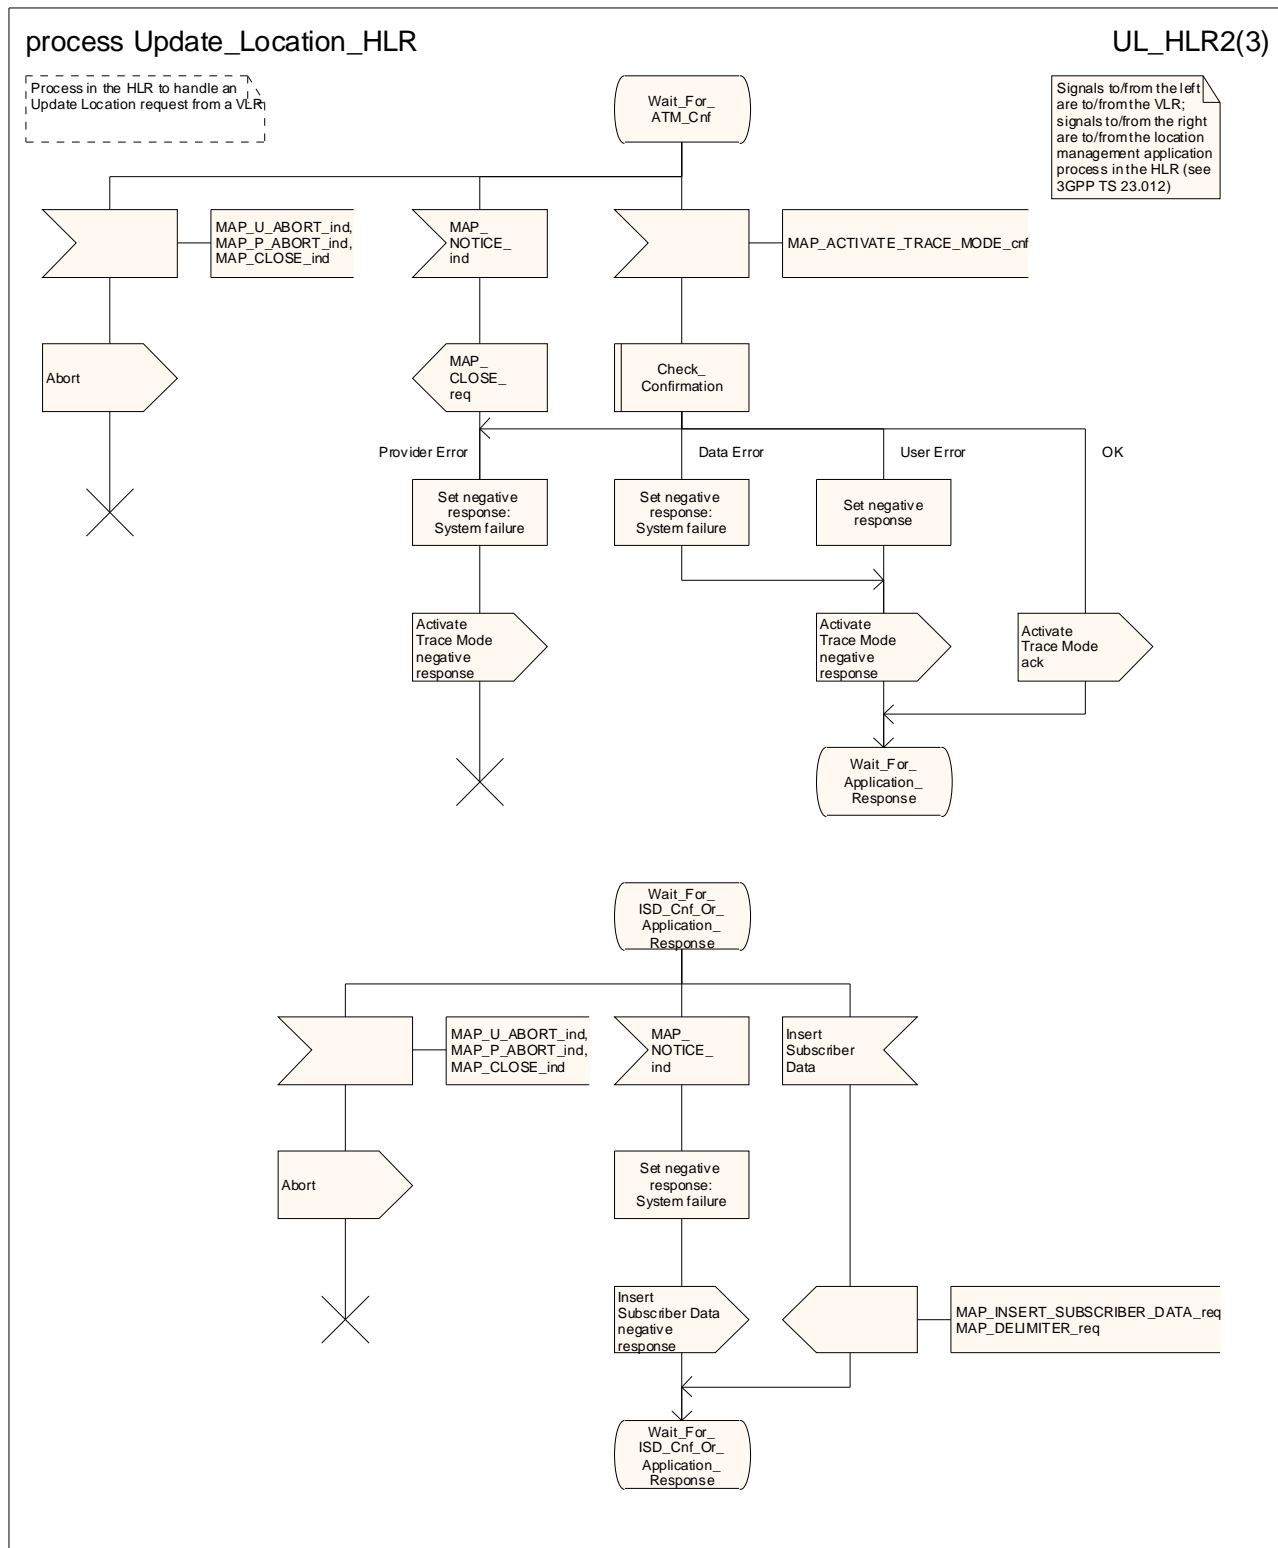 process Update_Location_HLR
UL_HLR2(3)
Process in the HLR to handle an
Update Location request from a VLR
Wait_For_
ATM_Cnf
Signals to/from the left
are to/from the VLR;
signals to/from the right
are to/from the location
management application
process in the HLR (see
3GPP TS 23.012)
MAP_U_ABORT_ind,
MAP_P_ABORT_ind,
MAP_CLOSE_ind
MAP_
NOTICE_
ind
MAP_ACTIVATE_TRACE_MODE_cnf
Abort
MAP_
CLOSE_
req
Check_
Confirmation
Provider Error
Data Error
User Error
OK
Set negative
response:
System failure
Set negative
response:
System failure
Set negative
response
Activate
Trace Mode
negative
response
Activate
Trace Mode
negative
response
Activate
Trace Mode
ack
Wait_For_
Application_
Response
Wait_For_
ISD_Cnf_Or_
Application_
Response
MAP_U_ABORT_ind,
MAP_P_ABORT_ind,
MAP_CLOSE_ind
MAP_
NOTICE_
ind
Insert
Subscriber
Data
Abort
Set negative
response:
System failure
Insert
Subscriber Data
negative
response
MAP_INSERT_SUBSCRIBER_DATA_req
MAP_DELIMITER_req
Wait_For_
ISD_Cnf_Or_
Application_
Response